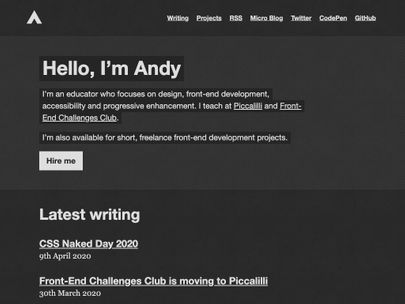 Writing Projects RSS Micro Blog Twitter CodePen GitHub
Hello, I’m Andy
I’m an educator who focuses on design, front-end development,
accessibility and progressive enhancement. I teach at Piccalilli and Front-
End Challenges Club.
I’m also available for short, freelance front-end development projects.
Hire me
Latest writing
CSS Naked Day 2020
9th April 2020
Front-End Challenges Club is moving to Piccalilli
30th March 2020